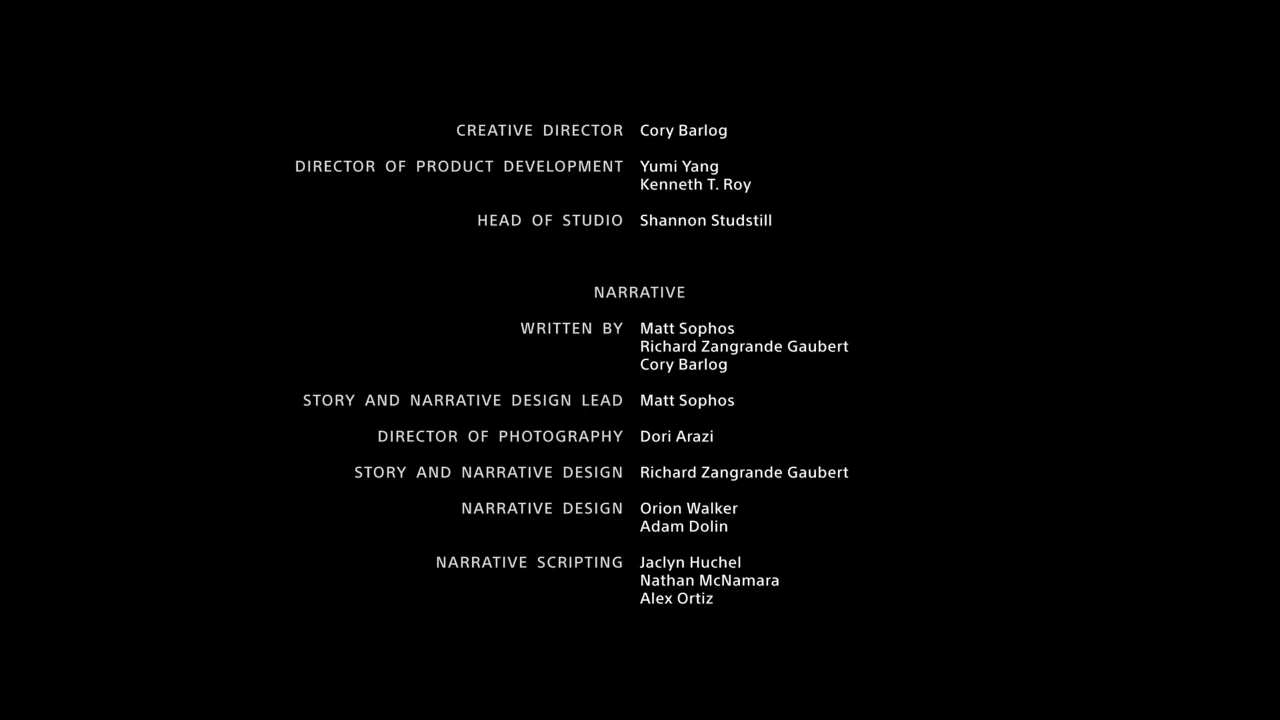 CREATIVE DIRECTOR Cory Barlog
DIRECTOR OF PRODUCT DEVELOPMENT Yumi Yang
Kenneth T. Roy
HEAD OF STUDIO Shannon Studstill
NARRATIVE
WRITTEN BY Matt Sophos
Richard Zangrande Gaubert
Cory Barlog
STORY AND NARRATIVE DESIGN LEAD Matt Sophos
DIRECTOR OF PHOTOGRAPHY Dori Arazi
STORY AND NARRATIVE DESIGN Richard Zangrande Gaubert
NARRATIVE DESIGN Orion Walker
Adam Dolin
NARRATIVE SCRIPTING Jaclyn Huchel
Nathan McNamara
Alex Ortiz